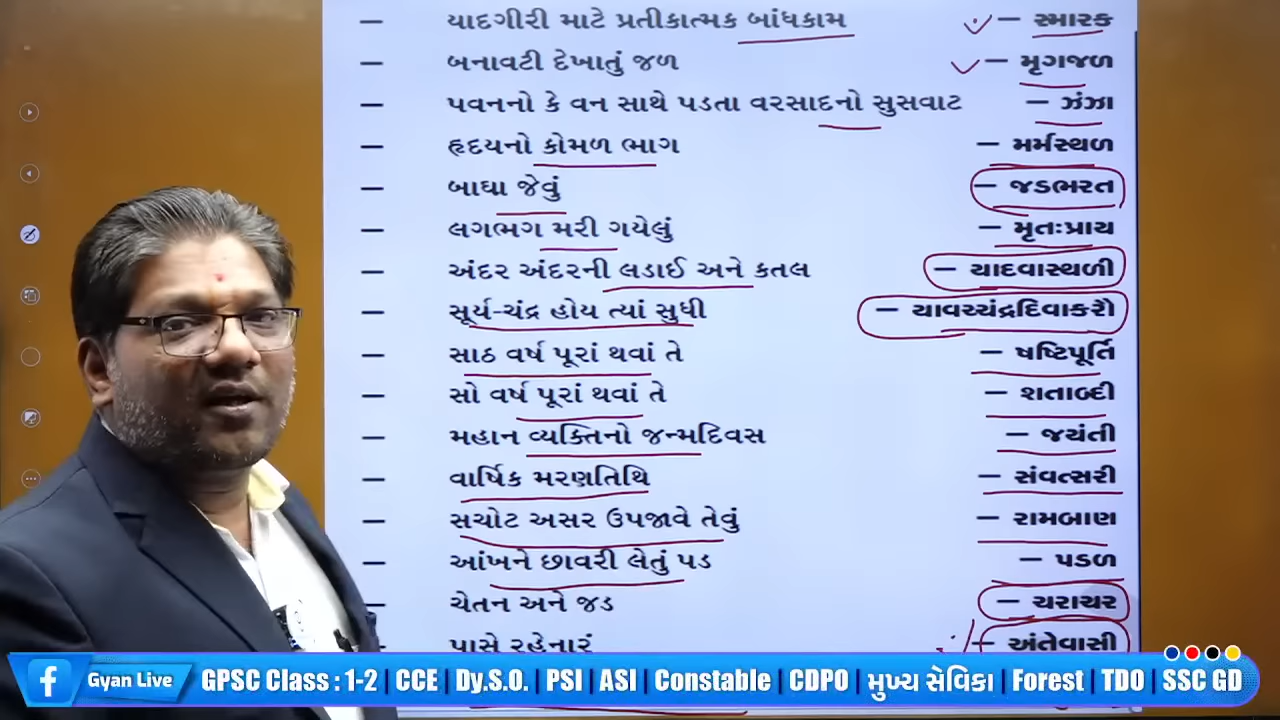 — યાદગીરી માટે પ્રતીકાત્મક બાંધકામ — સ્મારક
— બનાવટી દેખાતું જળ — મૃગજળ
— પવનનો કે વન સાથે પડતા વરસાદનો સુસવાટ — ઝંઝા
— હૃદયનો કોમળ ભાગ — મર્મસ્થળ
— બાઘા જેવું — જડભરત
— લગભગ મરી ગયેલું — મૃતઃપ્રાય
— અંદર અંદરની લડાઈ અને કતલ — યાદવાસ્થળી
— સૂર્ય-ચંદ્ર હોય ત્યાં સુધી — યાવચ્ચંદ્રદિવાકરૌ
— સાઠ વર્ષ પૂરાં થવાં તે — ષષ્ટિપૂર્તિ
— સો વર્ષ પૂરાં થવાં તે — શતાબ્દી
— મહાન વ્યક્તિનો જન્મદિવસ — જયંતી
— વાર્ષિક મરણતિથિ — સંવત્સરી
— સચોટ અસર ઉપજાવે તેવું — રામબાણ
— આંખને છાવરી લેતું પડ — પડળ
— ચેતન અને જડ — ચરાચર
- પાસે રહેનારું — અંતેવાસી
f Gyan Live GPSC Class : 1-2 | CCE | Dy.S.O. | PSI | ASI | Constable | CDPO | મુખ્ય સેવિકા | Forest | TDO | SSC GD